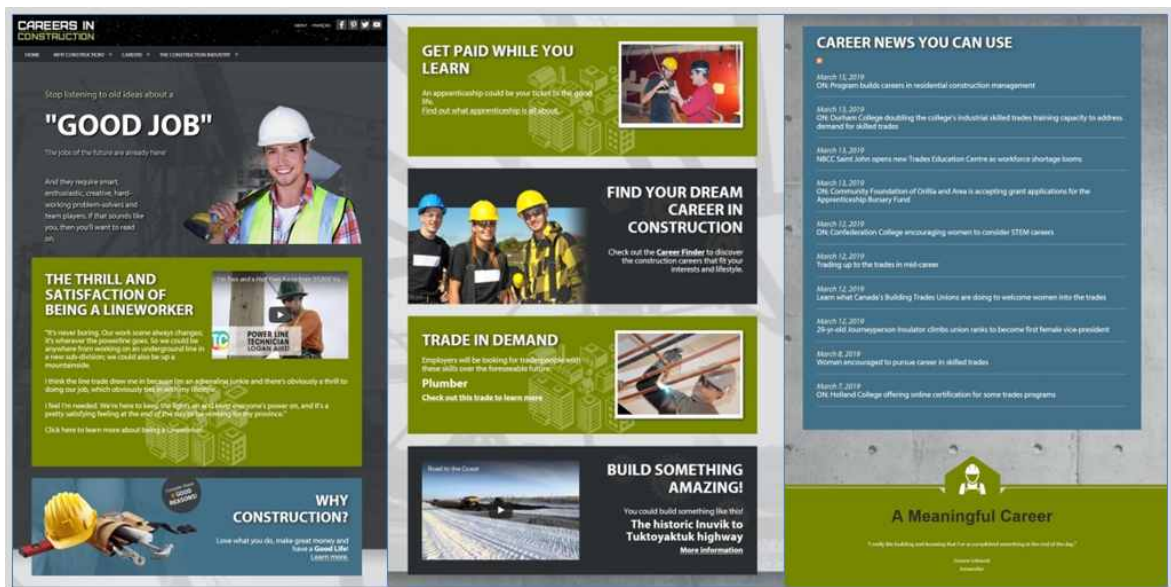 CAREERS IN
CONSTRUCTION
FRANÇAIS
HOME WHY CONSTRUCTION? CAREERS THE CONSTRUCTION INDUSTRY
Stop listening to old ideas about a
"GOOD JOB"
The jobs of the future are already here!
And they require smart,
enthusiastic, creative, hard-
working problem-solvers and
team players. If that sounds like
you, then you'll want to read
on.
THE THRILL AND
SATISFACTION OF
BEING A LINEWORKER
POWER LINE
TECHNICIAN
LOGAN AIRD
"It's never boring. Our work scene always changes;
it's wherever the powerline goes. So we could be
anywhere from working on an underground line in
a new sub-division; we could also be up a
mountainside.
I think the line trade drew me in because I'm an adrenaline junkie and there's obviously a thrill to
doing our job, which obviously ties in with my lifestyle.
I feel I'm needed. We're here to keep the lights on and keep everyone's power on, and it's a
pretty satisfying feeling at the end of the day to be working for my province."
Click here to learn more about being a Lineworker.
GOOD
REASONS!
WHY
CONSTRUCTION?
Love what you do, make great money and
have a Good Life!
Learn more.
GET PAID WHILE YOU
LEARN
An apprenticeship could be your ticket to the good
life.
Find out what apprenticeship is all about.
FIND YOUR DREAM
CAREER IN
CONSTRUCTION
Check out the Career Finder to discover
the construction careers that fit your
interests and lifestyle.
TRADE IN DEMAND
Employers will be looking for tradespeople with
these skills over the foreseeable future:
Plumber
Check out this trade to learn more
Road to the Coast
BUILD SOMETHING
AMAZING!
You could build something like this!
The historic Inuvik to
Tuktoyaktuk highway
More information
CAREER NEWS YOU CAN USE
March 15, 2019
ON: Program builds careers in residential construction management
March 13, 2019
ON: Durham College doubling the college's industrial skilled trades training capacity to address
demand for skilled trades
March 13, 2019
NBCC Saint John opens new Trades Education Centre as workforce shortage looms
March 13, 2019
ON: Community Foundation of Orillia and Area is accepting grant applications for the
Apprenticeship Bursary Fund
March 12, 2019
ON: Confederation College encouraging women to consider STEM careers
March 12, 2019
Trading up to the trades in mid-career
March 12, 2019
Learn what Canada's Building Trades Unions are doing to welcome women into the trades
March 12, 2019
29-yr-old Journeyperson Insulator climbs union ranks to become first female vice-president
March 8, 2019
Women encouraged to pursue career in skilled trades
March 7, 2019
ON: Holland College offering online certification for some trades programs
A Meaningful Career
"I really like building and knowing that I've accomplished something at the end of the day."